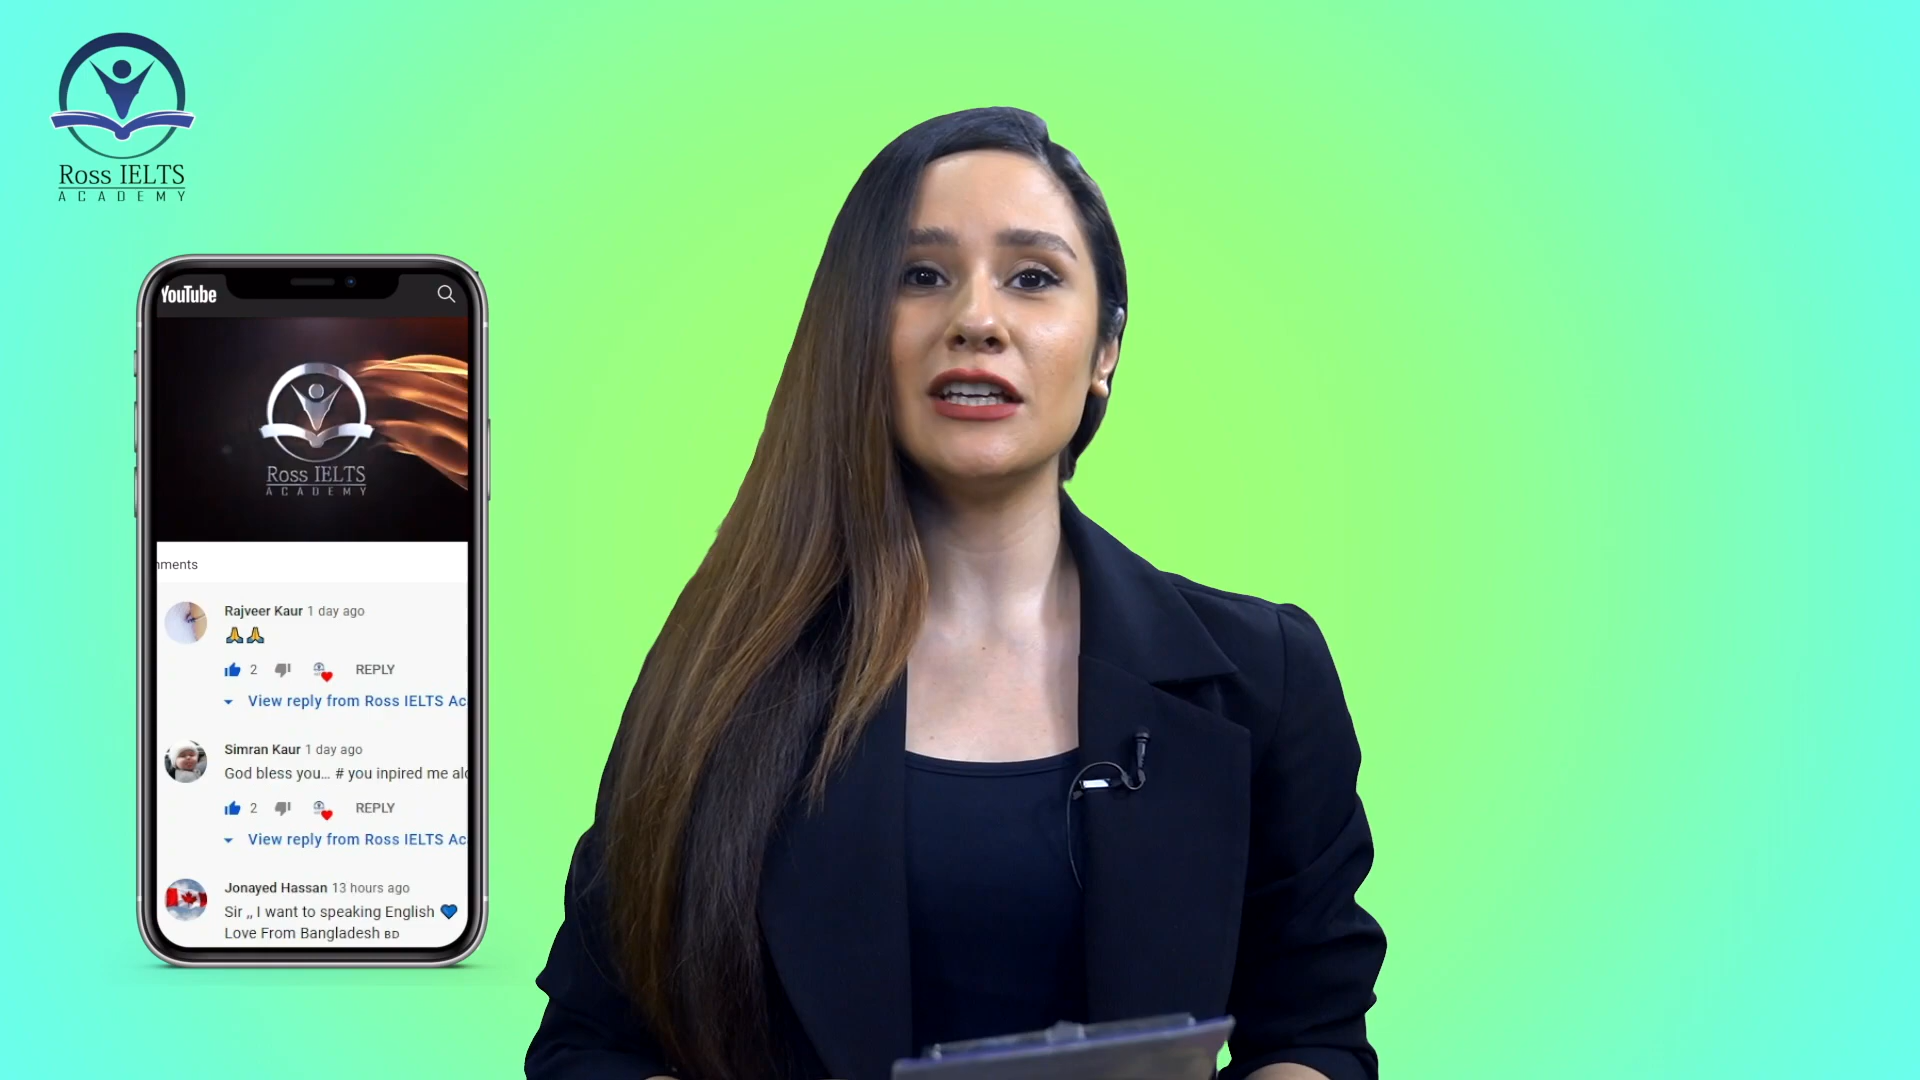 Ross IELTS
ACADEMY
YouTube
Ross IELTS
ACADEMY
nments
Rajveer Kaur 1 day ago
🙏🙏
2
REPLY
View reply from Ross IELTS Ac
Simran Kaur 1 day ago
God bless you... # you inpired me alo
2
REPLY
View reply from Ross IELTS Ac
Jonayed Hassan 13 hours ago
Sir ,, I want to speaking English 💙
Love From Bangladesh BD